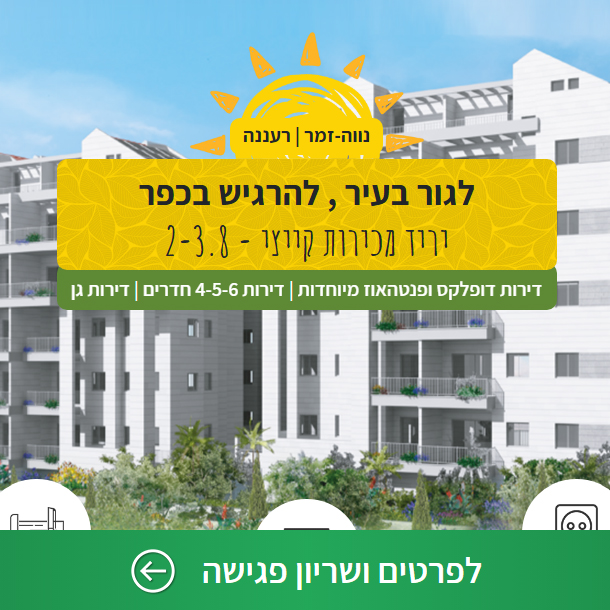 נווה-זמר | רעננה
לגור בעיר , להרגיש בכפר
יריד מכירות קייצי - 2-3.8
דירות דופלקס ופנטהאוז מיוחדות | דירות 4-5-6 חדרים | דירות גן
לפרטים ושריון פגישה